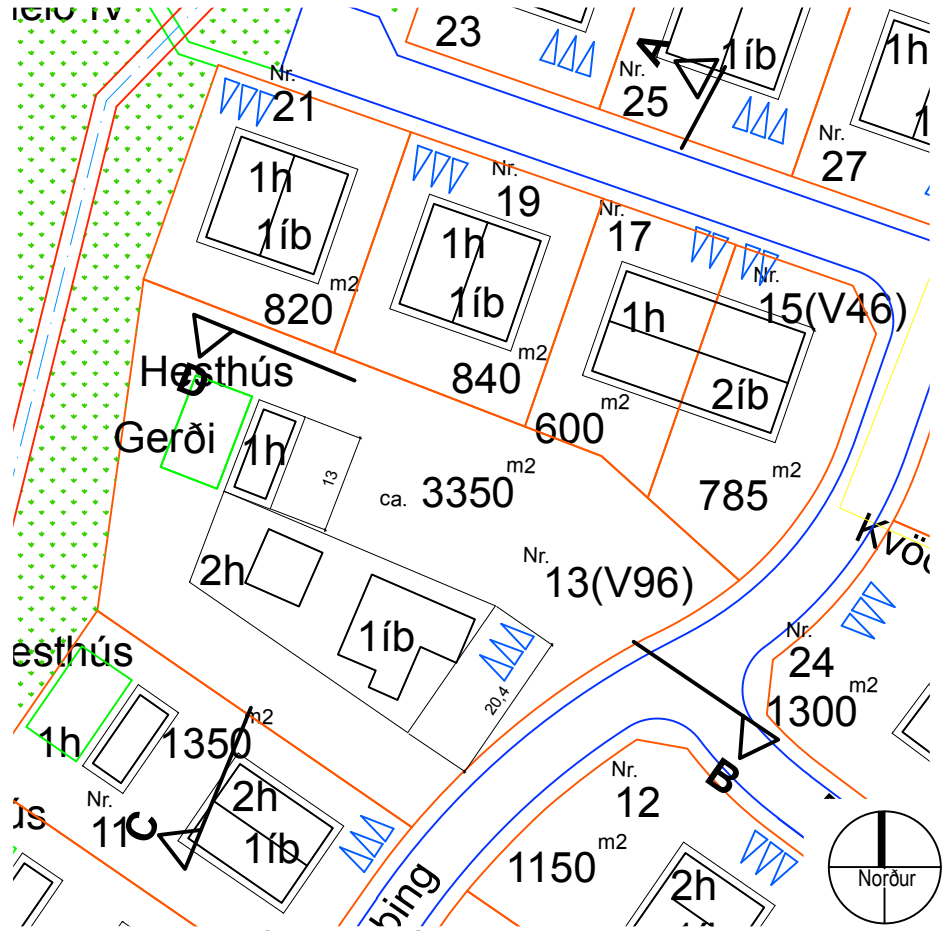 23
Nr.
25
A
1íb
1h
Nr.
21
Nr.
27
1h
1íb
Nr.
19
1h
1íb
Nr.
17
1h
2íb
Nr.
15(V46)
820 m2
840 m2
600 m2
785 m2
D
Hesthús
Gerði
1h
13
ca. 3350 m2
Nr.
13(V96)
2h
1íb
20,4
Nr.
24
1300 m2
esthús
1h
1350 m2
Nr.
11
C
2h
1íb
B
Nr.
12
1150 m2
2h
Norður